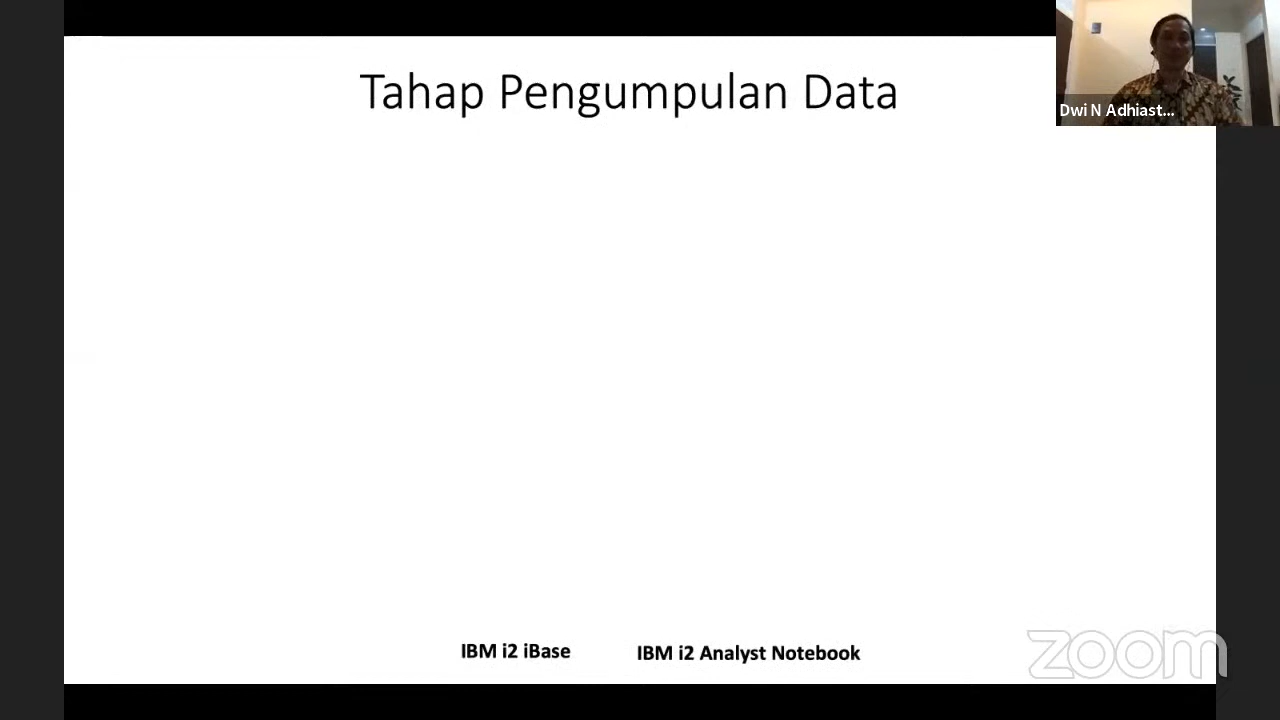 Tahap Pengumpulan Data
Dwi N Adhiast...
IBM i2 iBase
IBM i2 Analyst Notebook
zoom